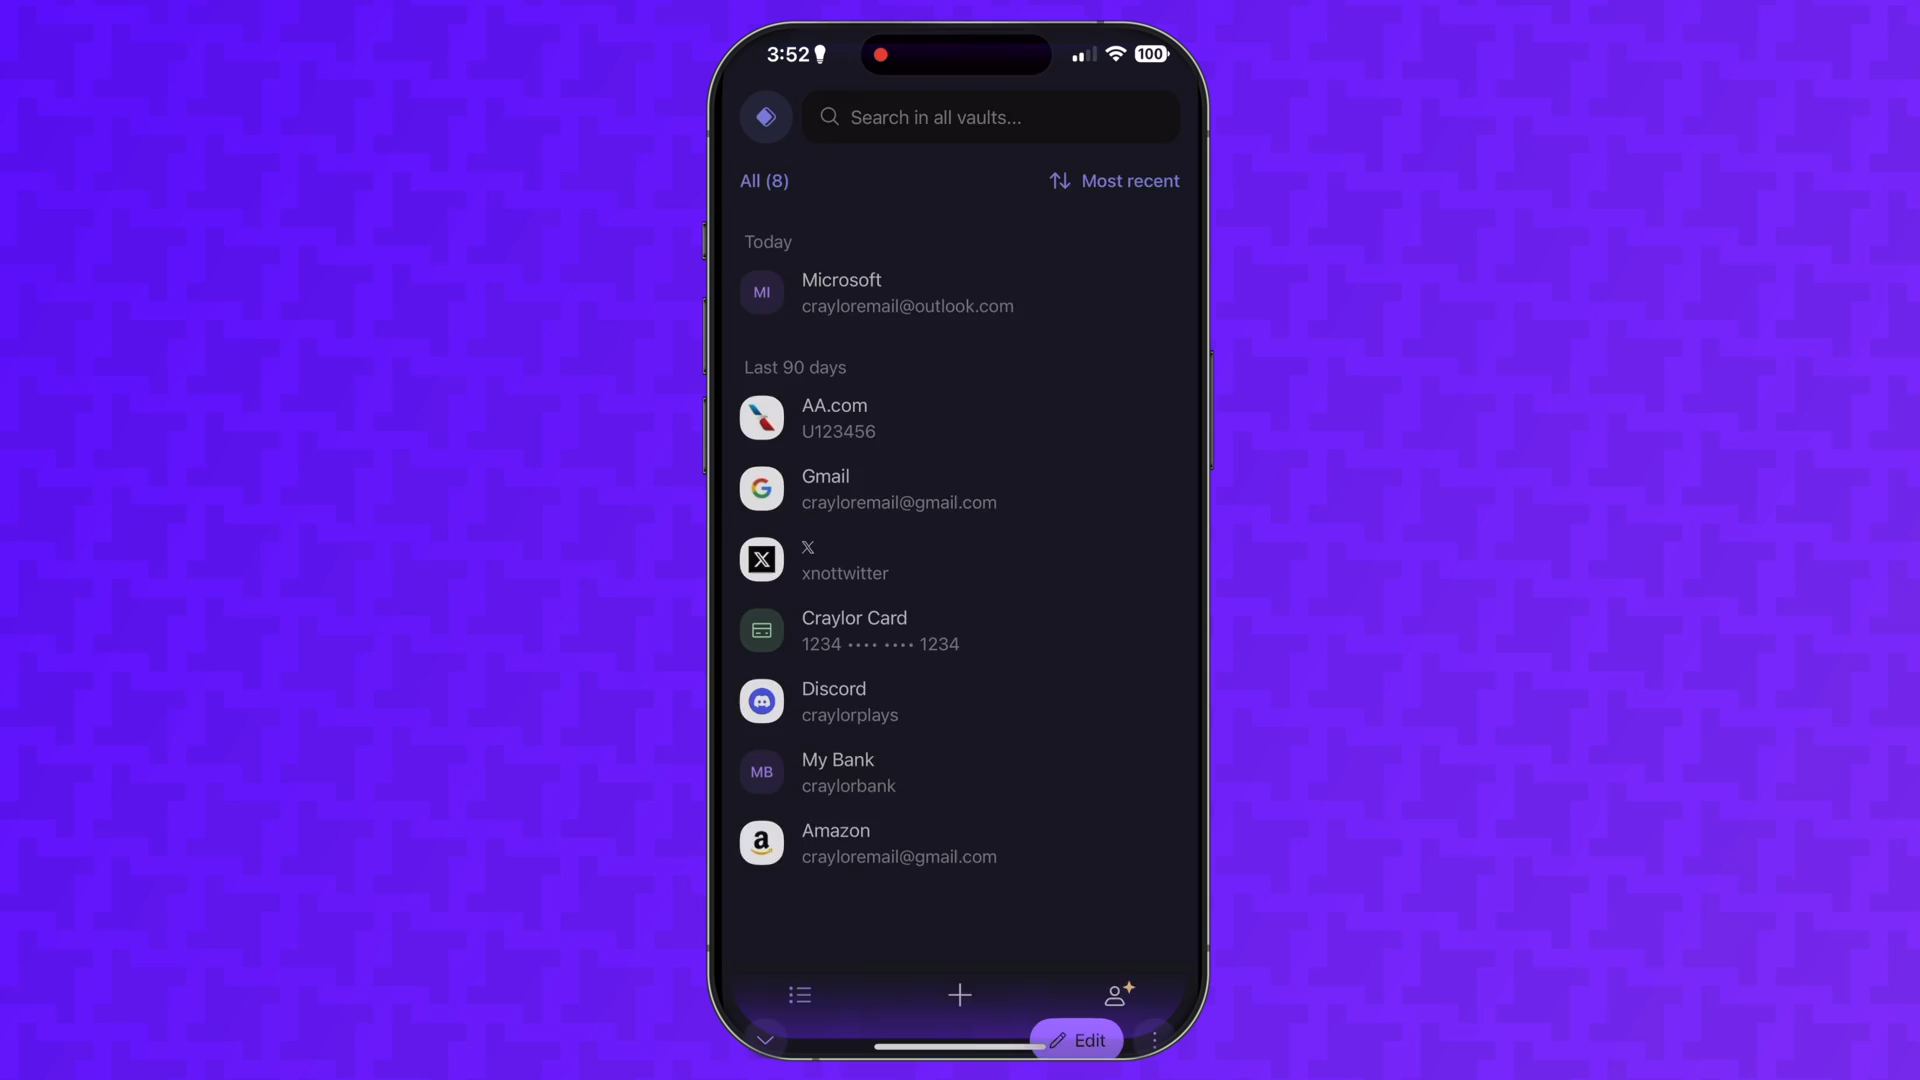 3:52
100
Search in all vaults...
All (8)
Most recent
Today
MI
Microsoft
crayloremail@outlook.com
Last 90 days
AA.com
U123456
Gmail
crayloremail@gmail.com
𝕏
xnottwitter
Craylor Card
1234 •••• •••• 1234
Discord
craylorplays
MB
My Bank
craylorbank
Amazon
crayloremail@gmail.com
Edit